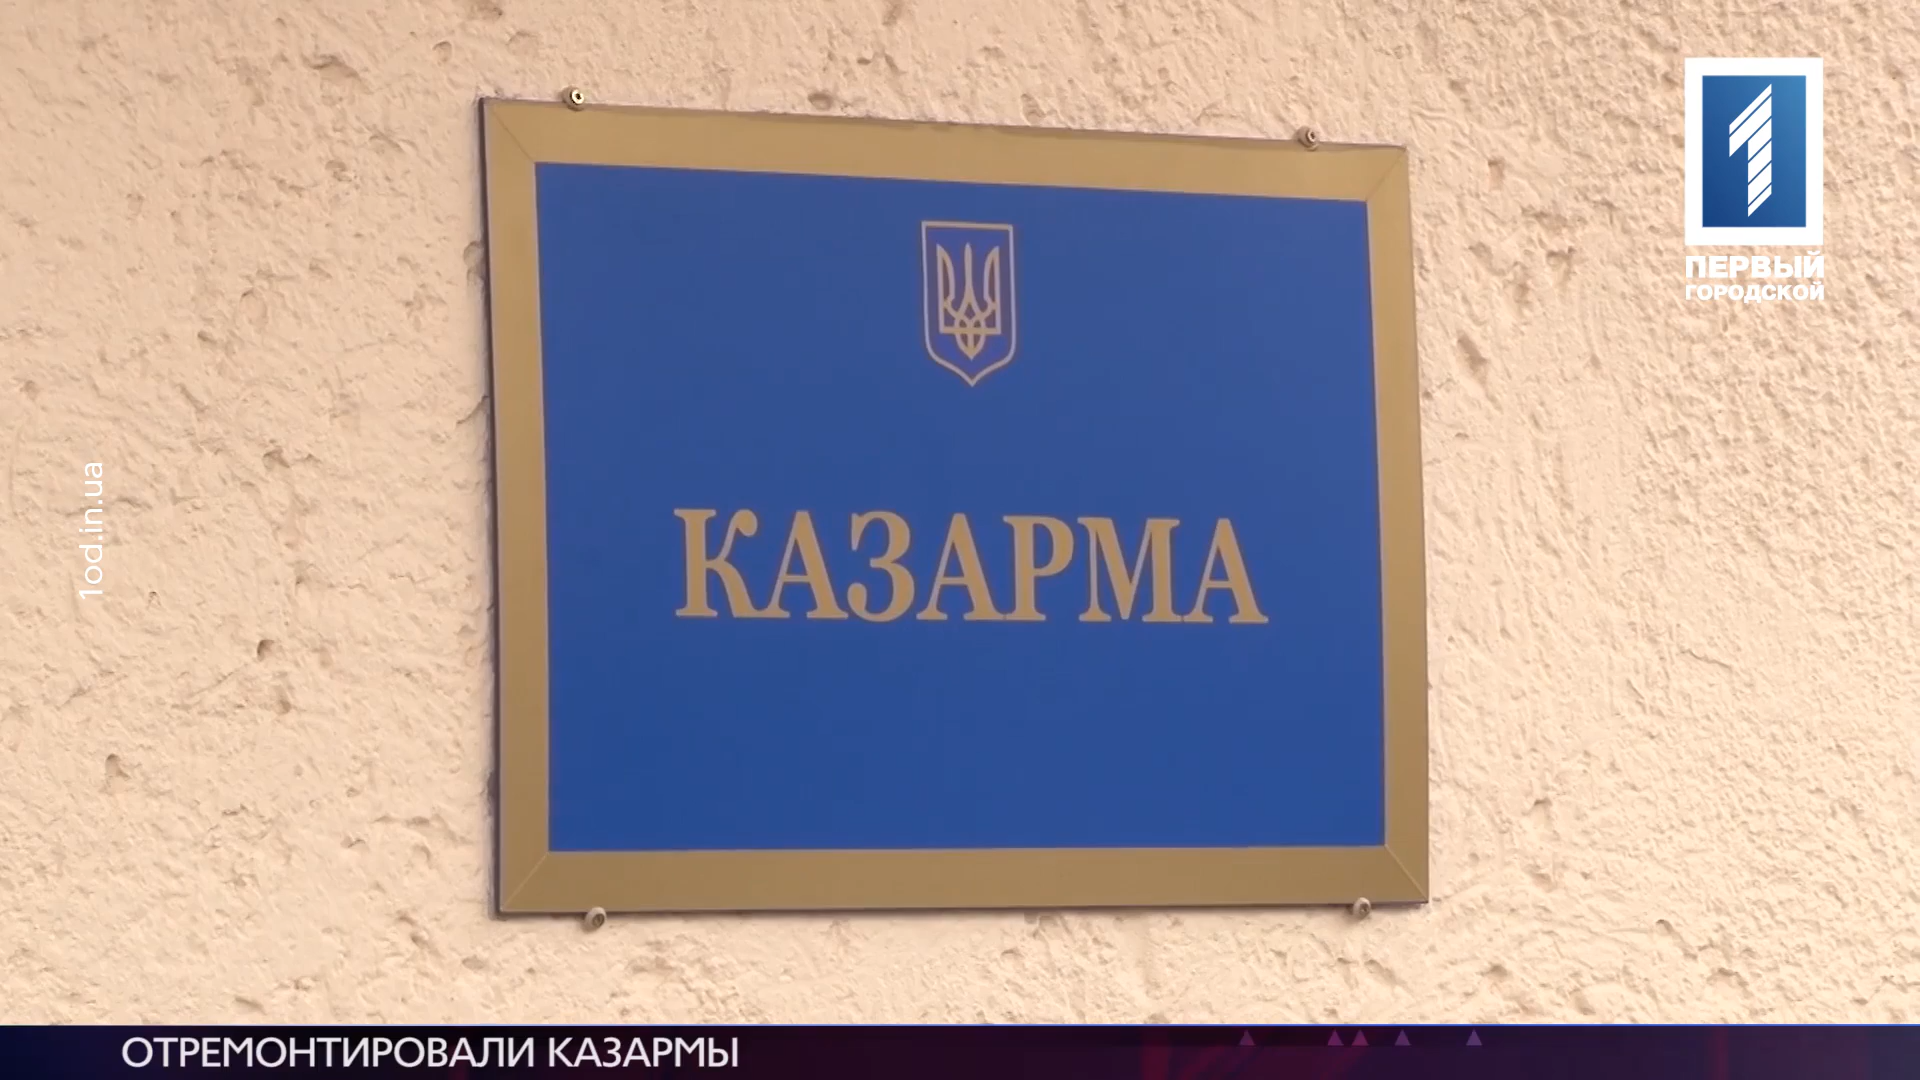 ПЕРВЫЙ
ГОРОДСКОЙ
КАЗАРМА
1od.in.ua
ОТРЕМОНТИРОВАЛИ КАЗАРМЫ